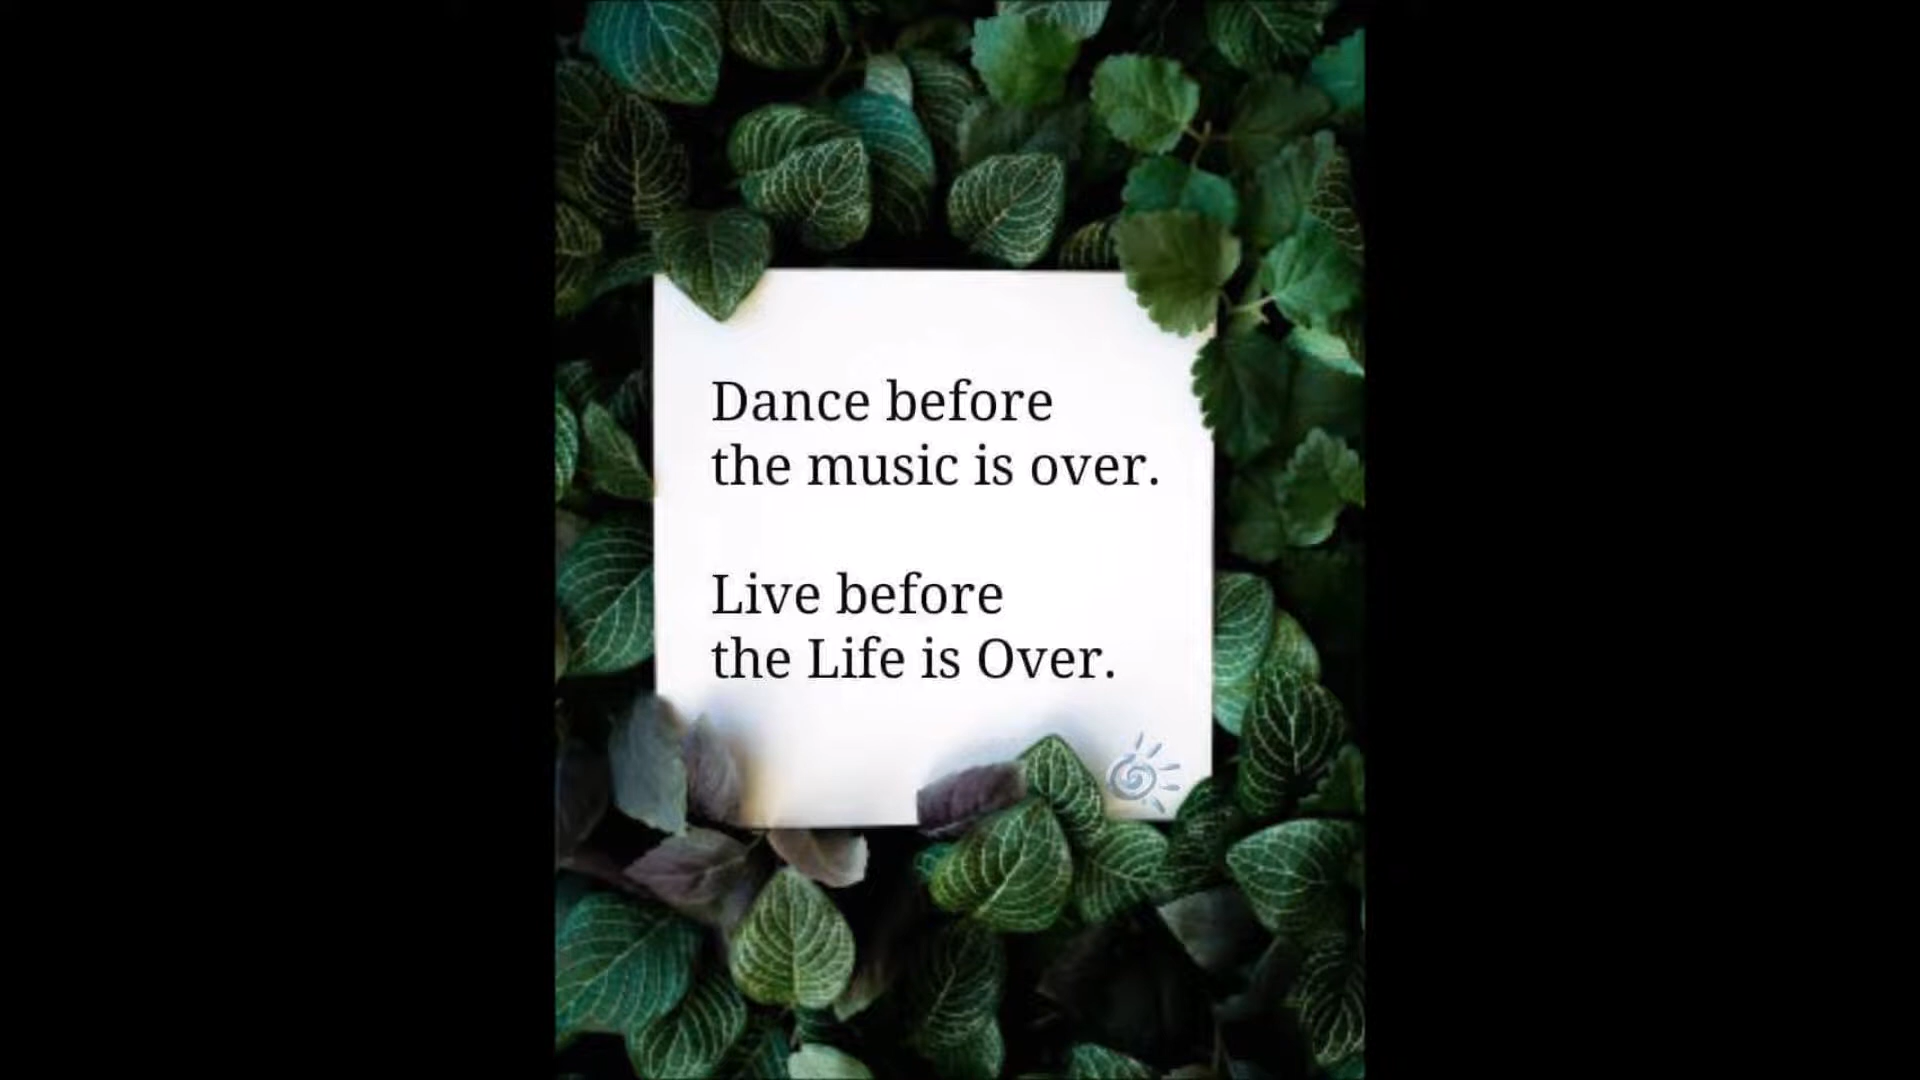 Dance before
the music is over.
Live before
the Life is Over.